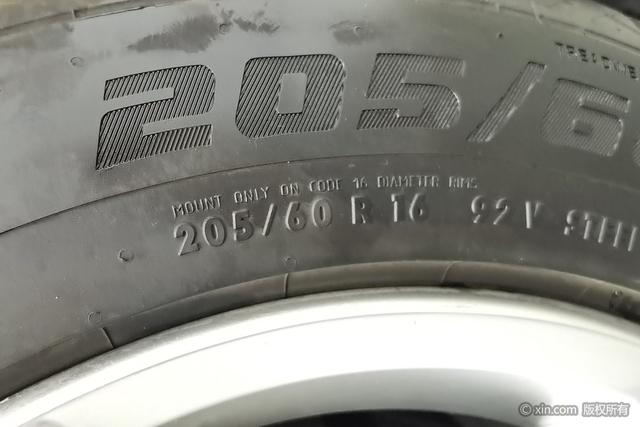 205/6
MOUNT ONLY ON CODE 16 DIAMETER RIMS
205/60 R 16 92 V
© xin.com 版权所有